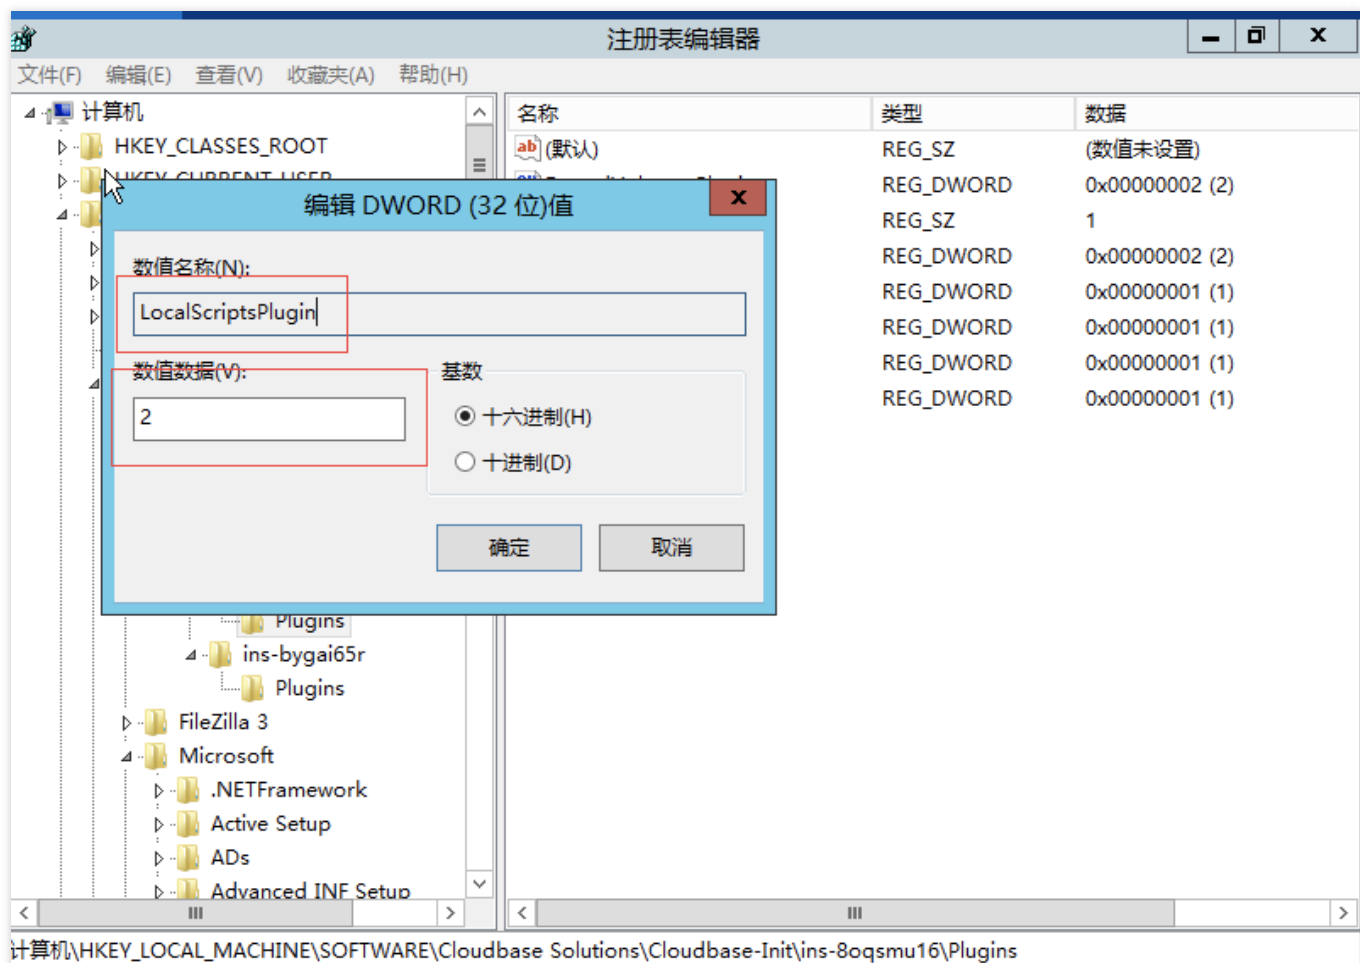 注册表编辑器
文件(F) 编辑(E) 查看(V) 收藏夹(A) 帮助(H)
计算机
HKEY_CLASSES_ROOT
HKEY_CURRENT_USER
名称 类型 数据
(默认) REG_SZ (数值未设置)
REG_DWORD 0x00000002 (2)
REG_SZ 1
REG_DWORD 0x00000002 (2)
REG_DWORD 0x00000001 (1)
REG_DWORD 0x00000001 (1)
REG_DWORD 0x00000001 (1)
REG_DWORD 0x00000001 (1)
编辑 DWORD (32 位)值
数值名称(N):
LocalScriptsPlugin
数值数据(V):
2
基数
十六进制(H)
十进制(D)
确定 取消
Plugins
ins-bygai65r
Plugins
FileZilla 3
Microsoft
.NETFramework
Active Setup
ADs
Advanced INF Setup
计算机\HKEY_LOCAL_MACHINE\SOFTWARE\Cloudbase Solutions\Cloudbase-Init\ins-8oqsmu16\Plugins